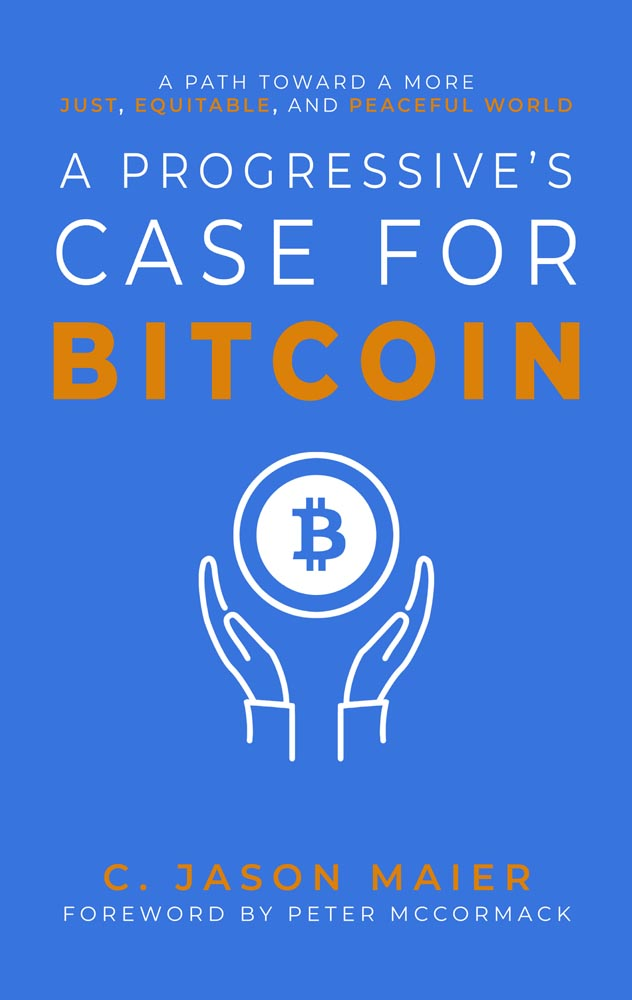 A PATH TOWARD A MORE
JUST, EQUITABLE, AND PEACEFUL WORLD
A PROGRESSIVE’S
CASE FOR
BITCOIN
₿
C. JASON MAIER
FOREWORD BY PETER MCCORMACK